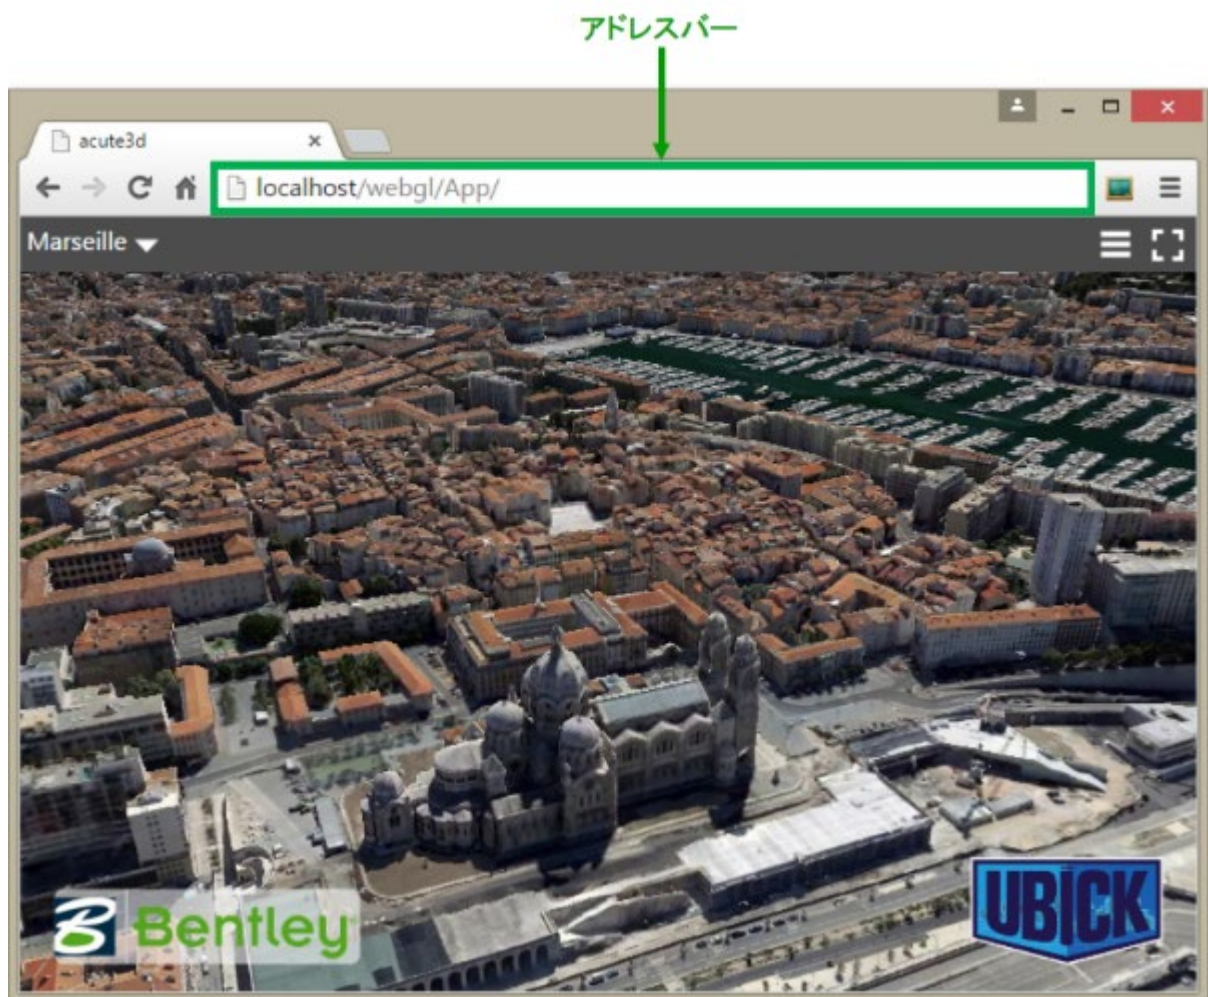 アドレスバー
acute3d
localhost/webgl/App/
Marseille
Bentley
UBICK